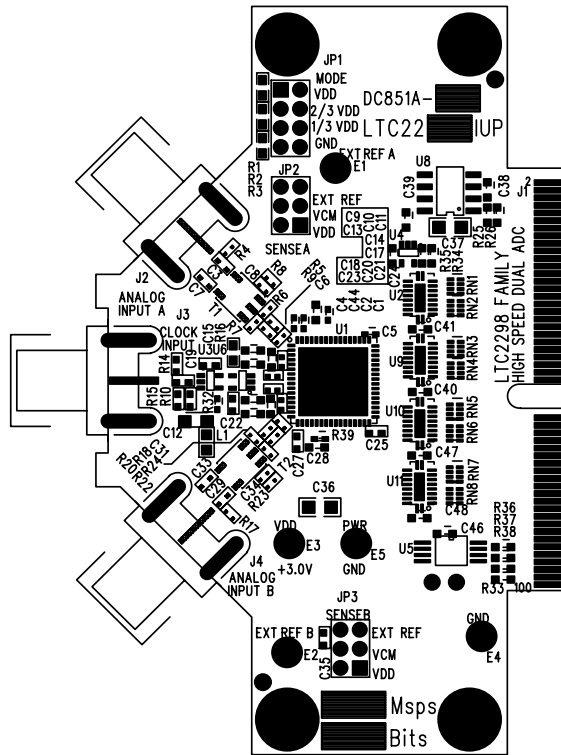 JP1
MODE
VDD
2/3 VDD
1/3 VDD
GND
DC851A-
LTC22 IUP
R1
R2
R3
JP2
EXT REF A
E1
EXT REF
VCM
VDD
SENSEA
C39
U8
C38
2
J1
C9
C13
C10
C11
C14
C17
C18
C23
C20
C21
U4
C37
R25
R26
R35
R34
C24
J2
ANALOG
INPUT A
R4
C3
C8
R8
C7
T1
R6
R7
R5
R9
C6
C4
C44
C2
C1
U2
RN1
RN2
J3
CLOCK
INPUT
C15
R16
U3
U6
R14
C19
U1
C5
C41
U9
RN3
RN4
C40
LTC2298 FAMILY
HIGH SPEED DUAL ADC
R15
R10
R32
C12
L1
C22
R39
C25
U10
RN5
RN6
C47
R18
C31
R20
R24
R22
C33
C29
T2
C27
C28
C34
R23
R17
U11
RN7
RN8
C48
C36
VDD
E3
+3.0V
PWR
E5
GND
U5
C46
R36
R37
R38
R33
100
J4
ANALOG
INPUT B
JP3
SENSEB
EXT REF B
E2
C35
EXT REF
VCM
VDD
GND
E4
Msps
Bits